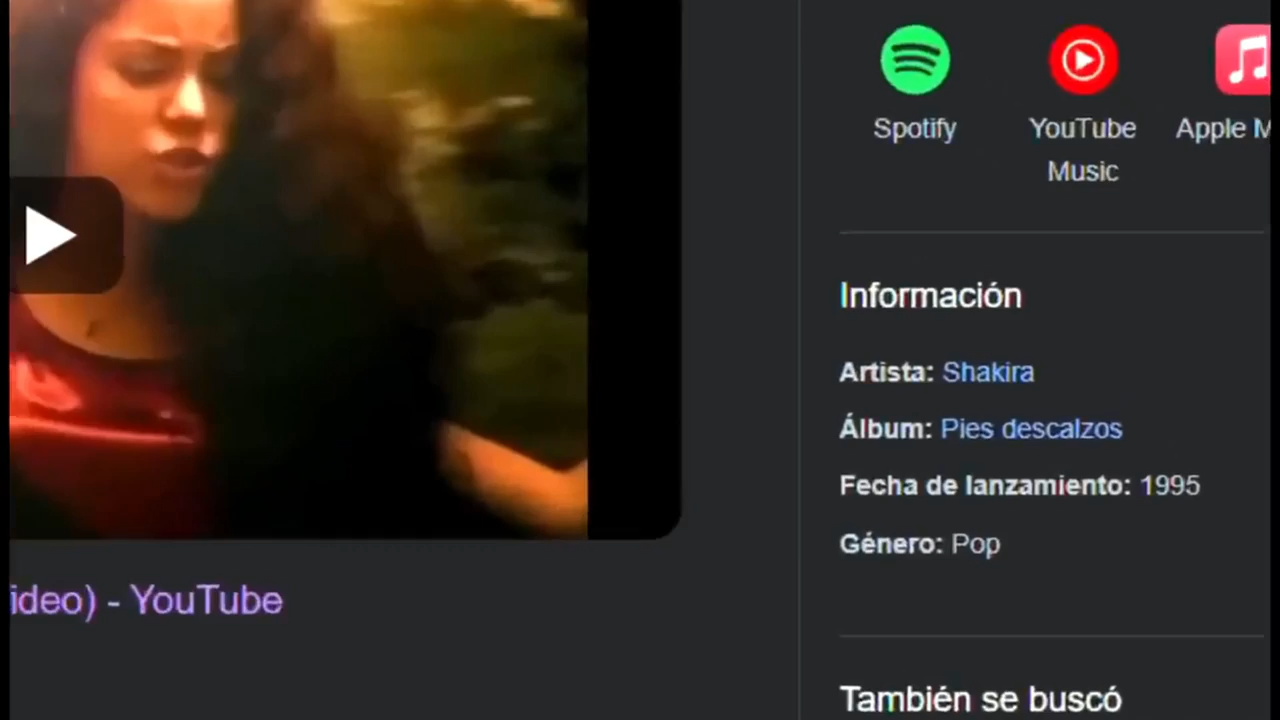 Spotify
YouTube
Music
Apple M
Información
Artista: Shakira
Álbum: Pies descalzos
Fecha de lanzamiento: 1995
Género: Pop
ideo) - YouTube
También se buscó